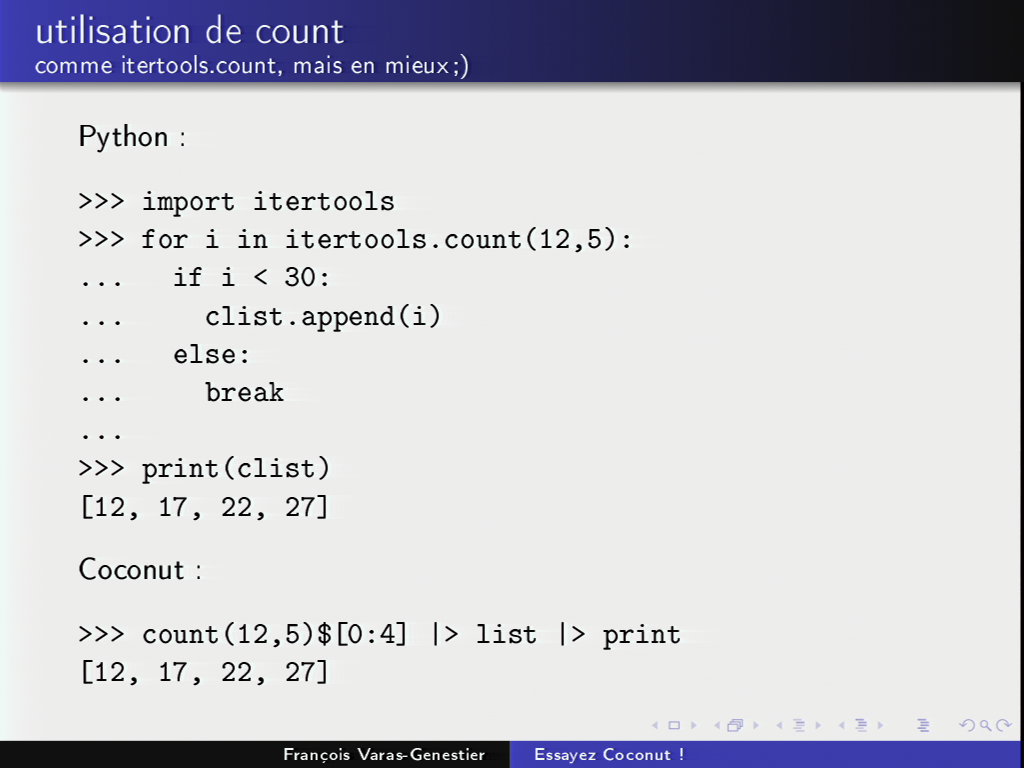 utilisation de count
comme itertools.count, mais en mieux ;)
Python :
>>> import itertools
>>> for i in itertools.count(12,5):
...   if i < 30:
...     clist.append(i)
...   else:
...     break
...
>>> print(clist)
[12, 17, 22, 27]
Coconut :
>>> count(12,5)$[0:4] |> list |> print
[12, 17, 22, 27]
François Varas-Genestier
Essayez Coconut !